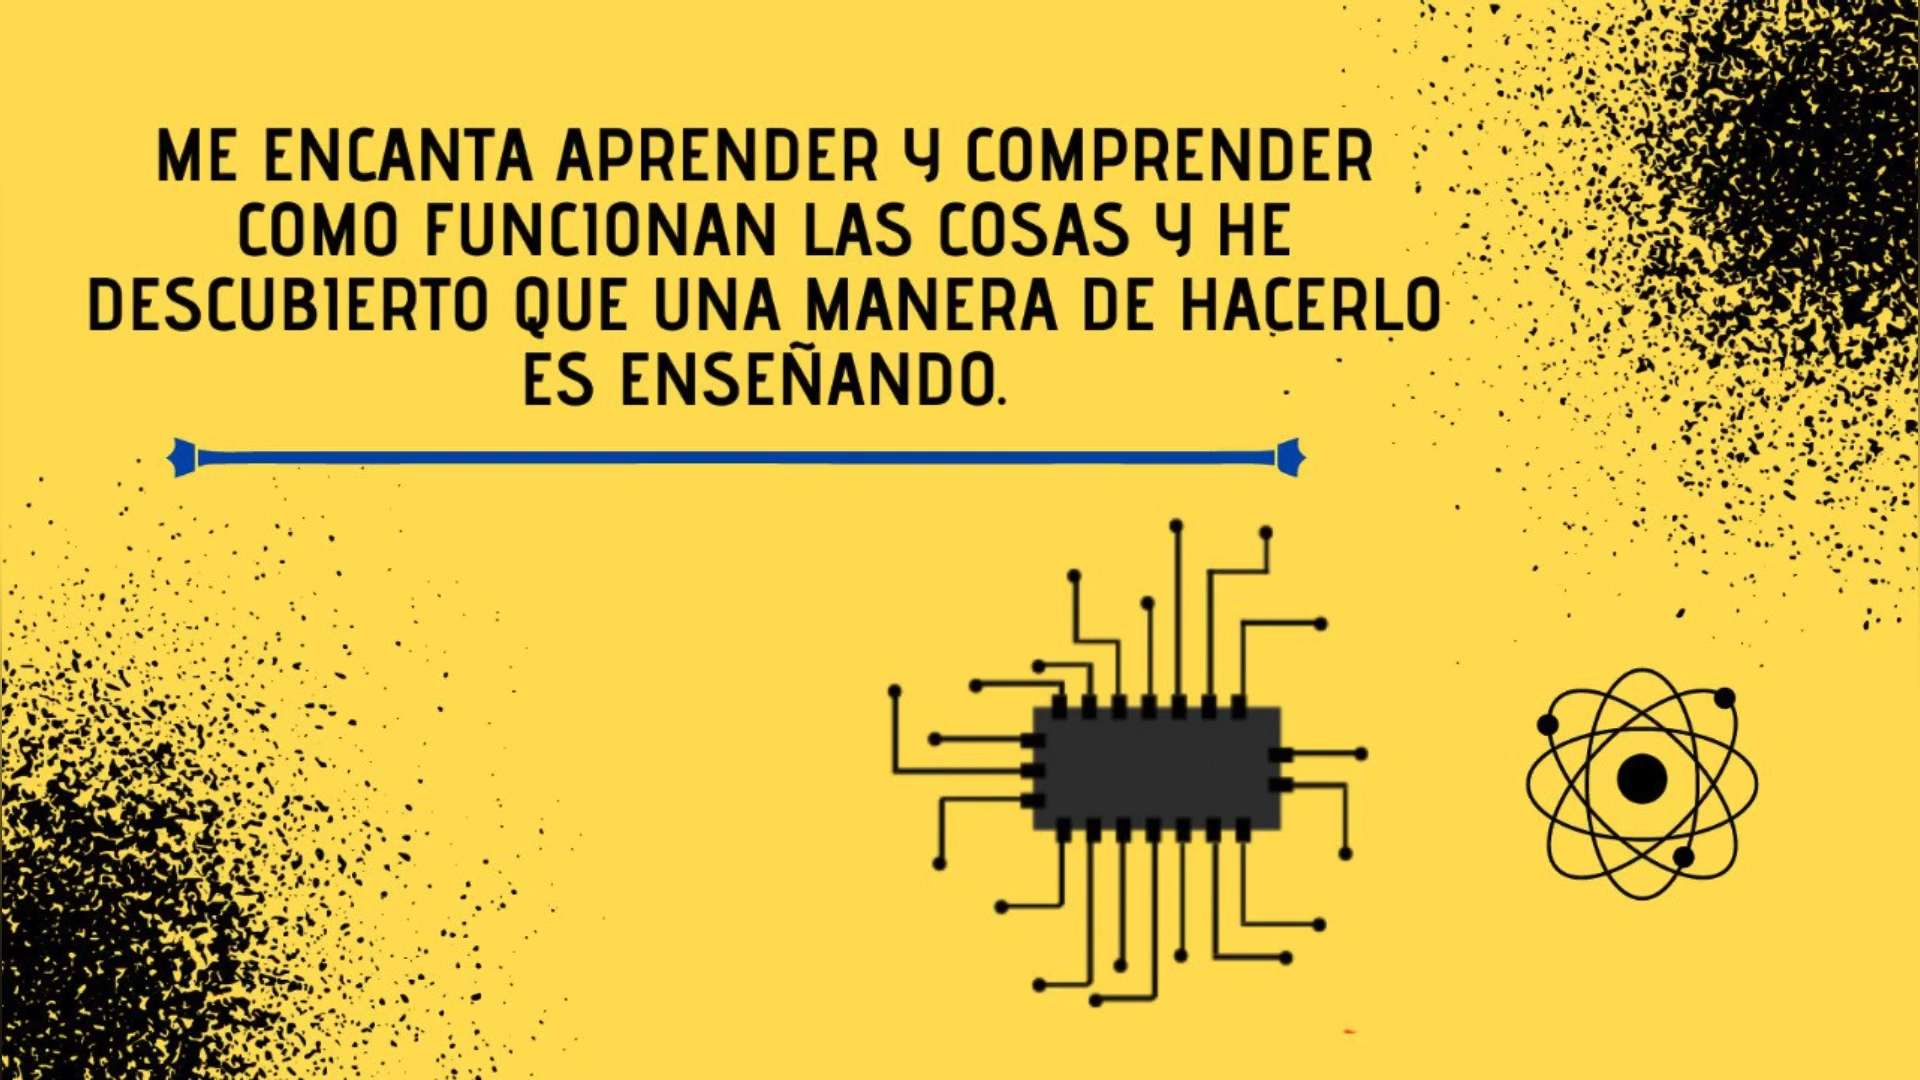 ME ENCANTA APRENDER Y COMPRENDER
COMO FUNCIONAN LAS COSAS Y HE
DESCUBIERTO QUE UNA MANERA DE HACERLO
ES ENSEÑANDO.